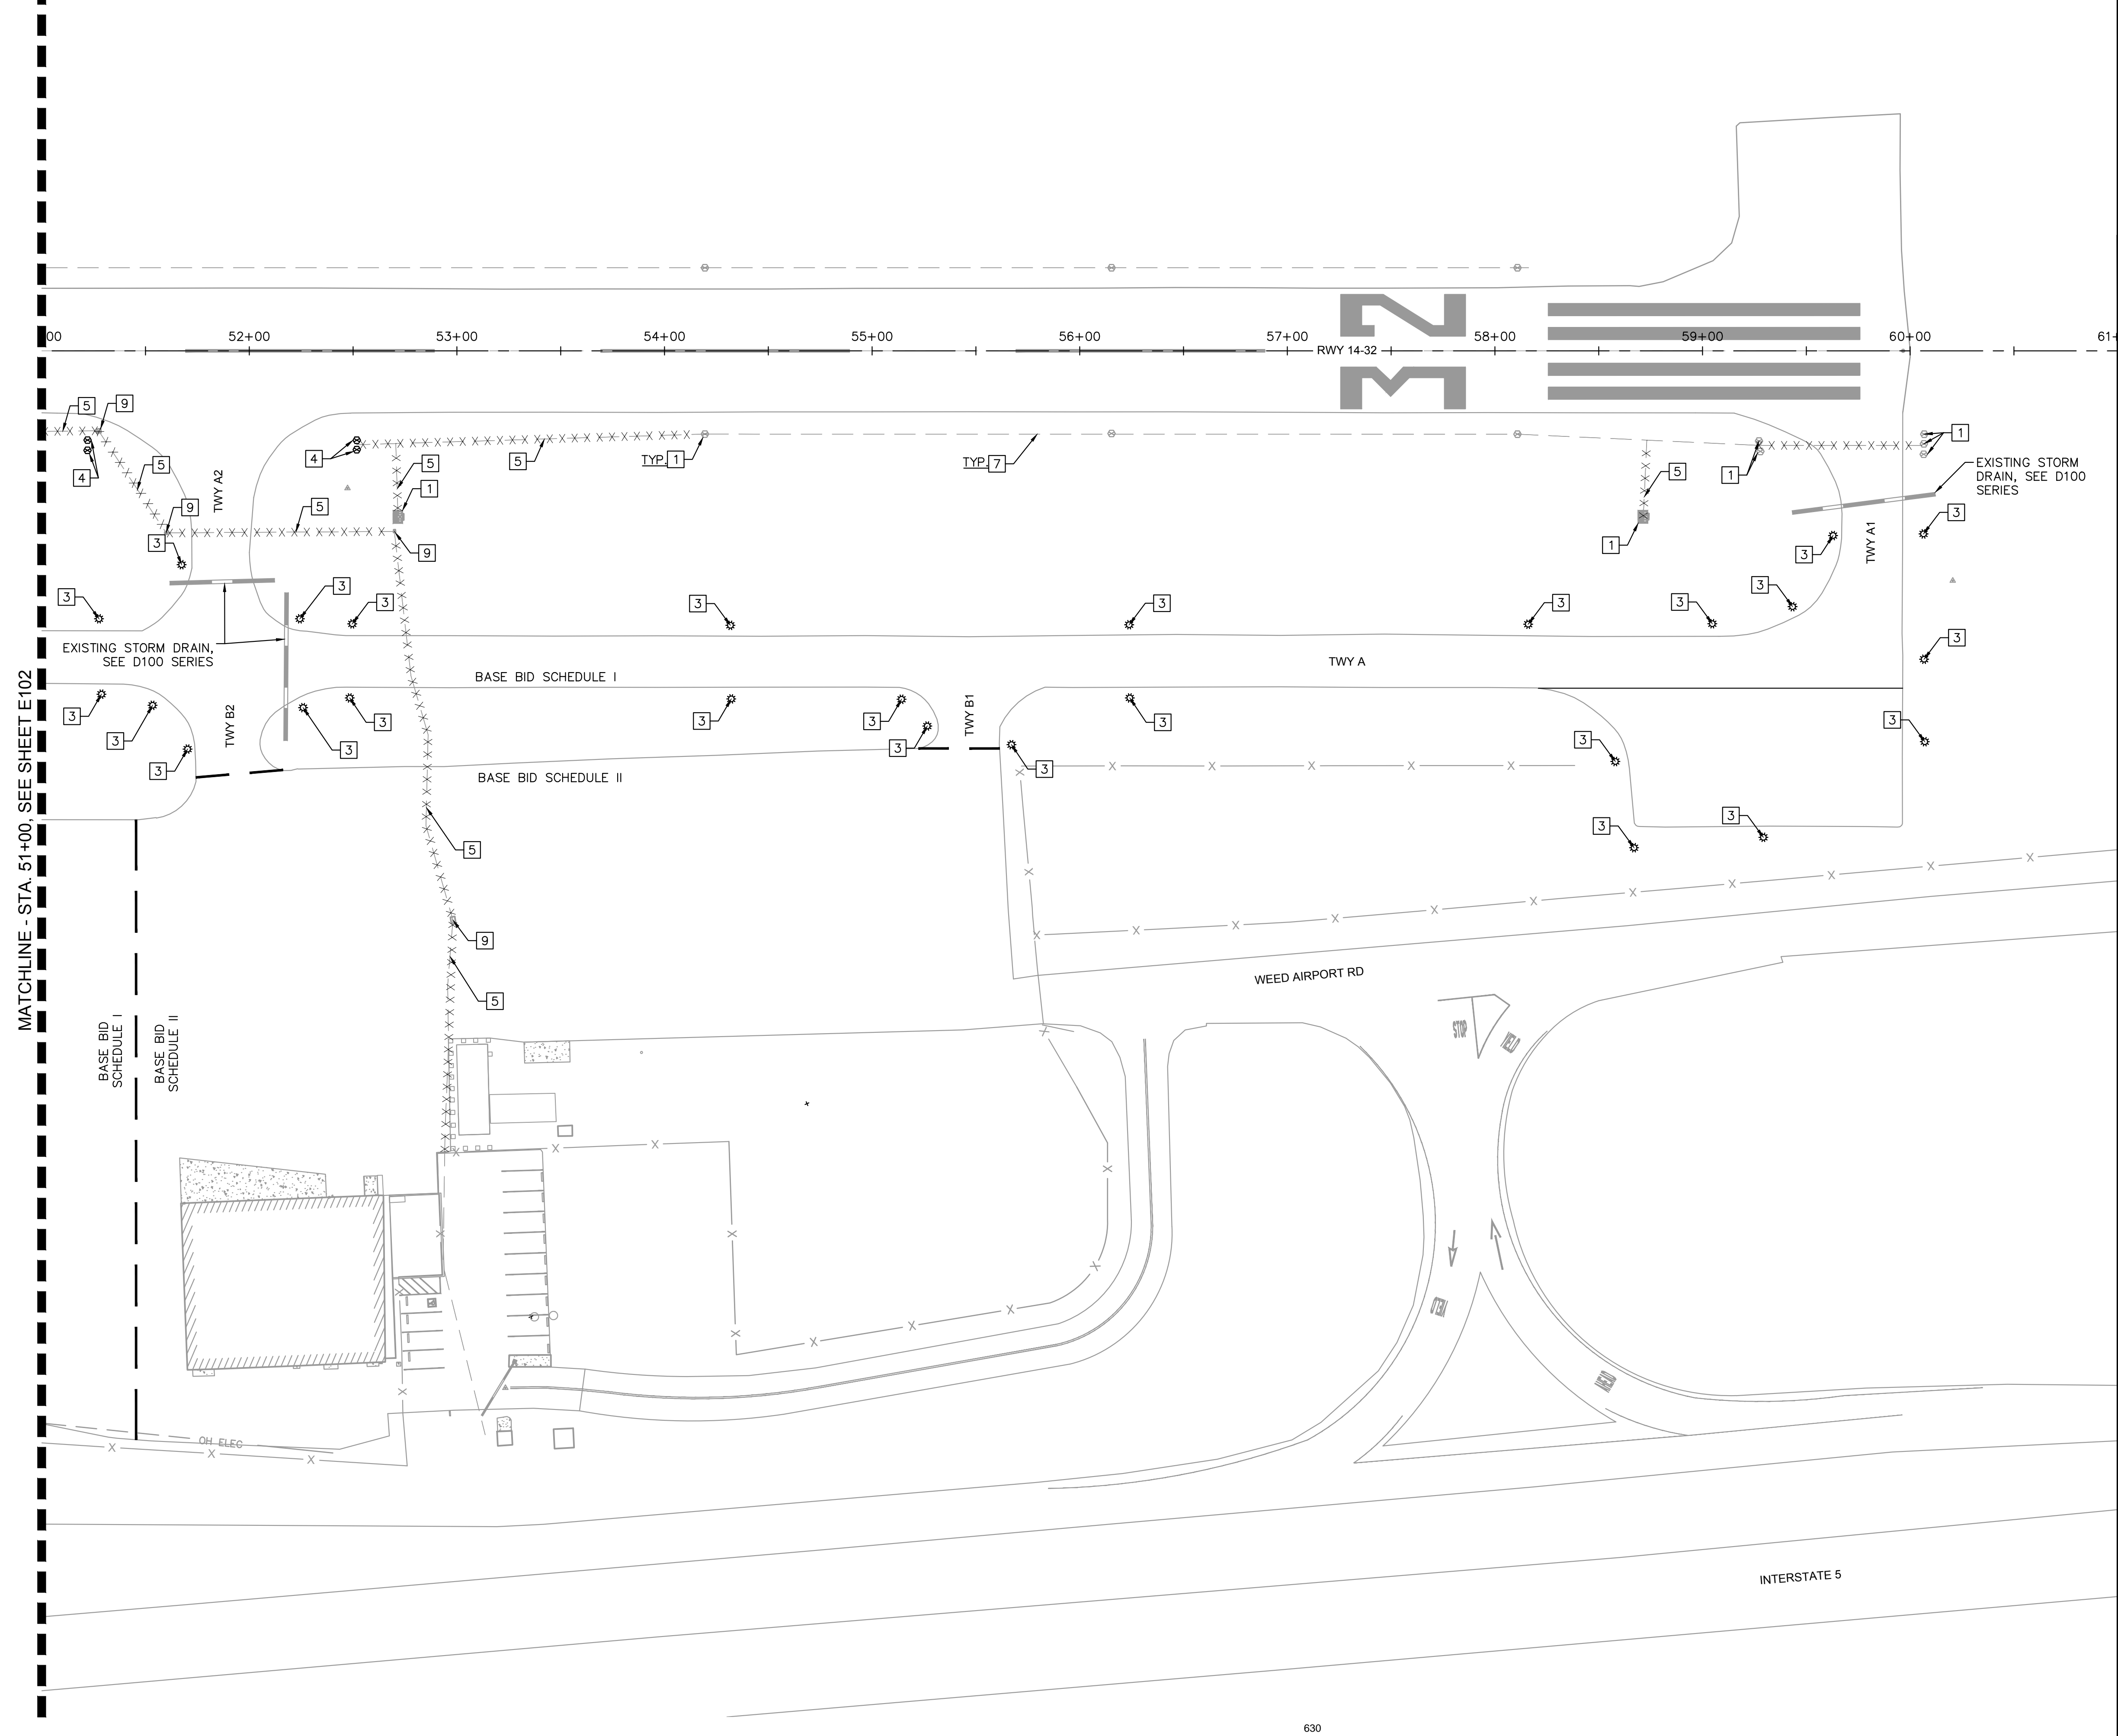 00
52+00
53+00
54+00
55+00
56+00
57+00
58+00
59+00
60+00
61+
RWY 14-32
32
5
9
4
5
9
3
3
TWY A2
5
4
5
5
1
9
TYP. 1
TYP. 7
5
1
1
1
EXISTING STORM
DRAIN, SEE D100
SERIES
3
3
TWY A1
3
3
3
3
3
3
3
3
3
EXISTING STORM DRAIN,
SEE D100 SERIES
BASE BID SCHEDULE I
TWY A
3
3
3
TWY B2
3
3
3
3
3
TWY B1
3
3
3
3
3
3
BASE BID SCHEDULE II
5
9
5
MATCHLINE - STA. 51+00, SEE SHEET E102
BASE BID
SCHEDULE I
BASE BID
SCHEDULE II
WEED AIRPORT RD
STOP
OH ELEC
INTERSTATE 5
630